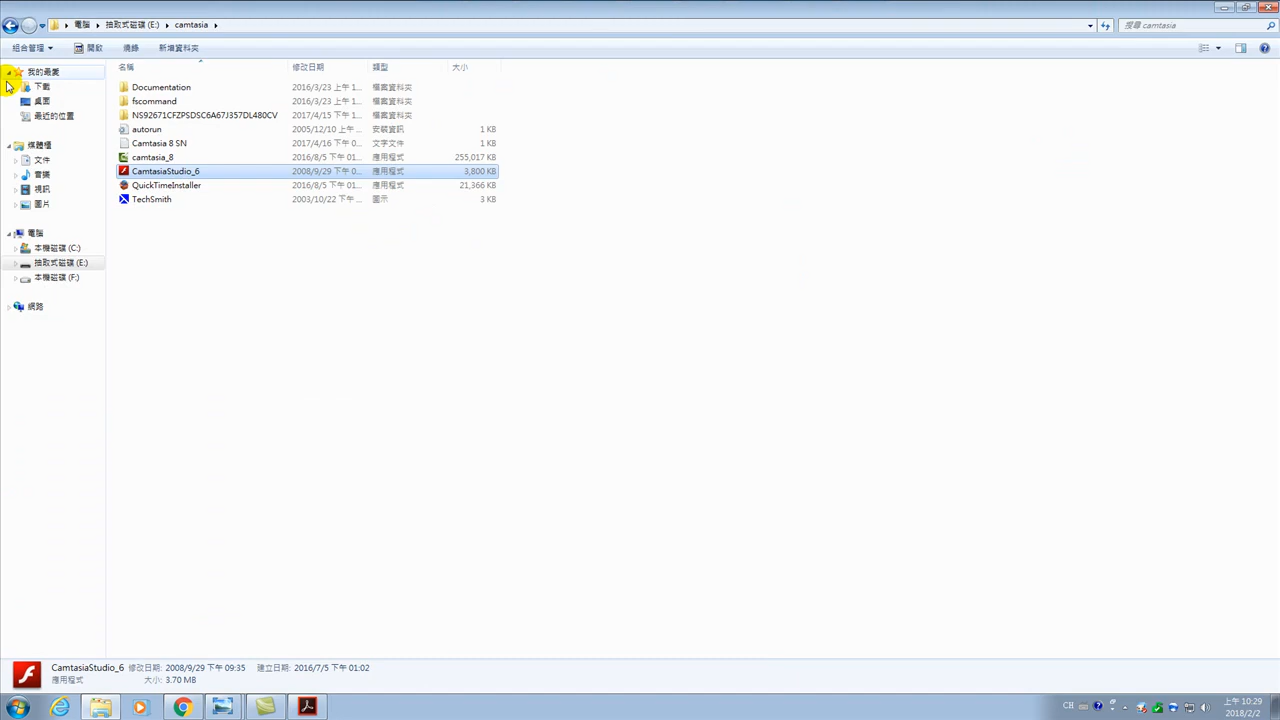 電腦 ▸ 抽取式磁碟 (E:) ▸ camtasia ▸
搜尋 camtasia
組合管理 開啟 燒錄 新增資料夾
名稱 修改日期 類型 大小
我的最愛
下載
桌面
最近的位置
媒體櫃
文件
音樂
視訊
圖片
電腦
本機磁碟 (C:)
抽取式磁碟 (E:)
本機磁碟 (F:)
網路
Documentation 2016/3/23 上午 1... 檔案資料夾
fscommand 2016/3/23 上午 1... 檔案資料夾
NS92671CFZPSDSC6A67J357DL480CV 2017/4/15 下午 1... 檔案資料夾
autorun 2005/12/10 上午 ... 安裝資訊 1 KB
Camtasia 8 SN 2017/4/16 下午 0... 文字文件 1 KB
camtasia_8 2016/8/5 下午 01... 應用程式 255,017 KB
CamtasiaStudio_6 2008/9/29 下午 0... 應用程式 3,800 KB
QuickTimeInstaller 2016/8/5 下午 01... 應用程式 21,366 KB
TechSmith 2003/10/22 下午 ... 圖示 3 KB
CamtasiaStudio_6 修改日期: 2008/9/29 下午 09:35 建立日期: 2016/7/5 下午 01:02
應用程式 大小: 3.70 MB
CH
上午 10:29
2018/2/2